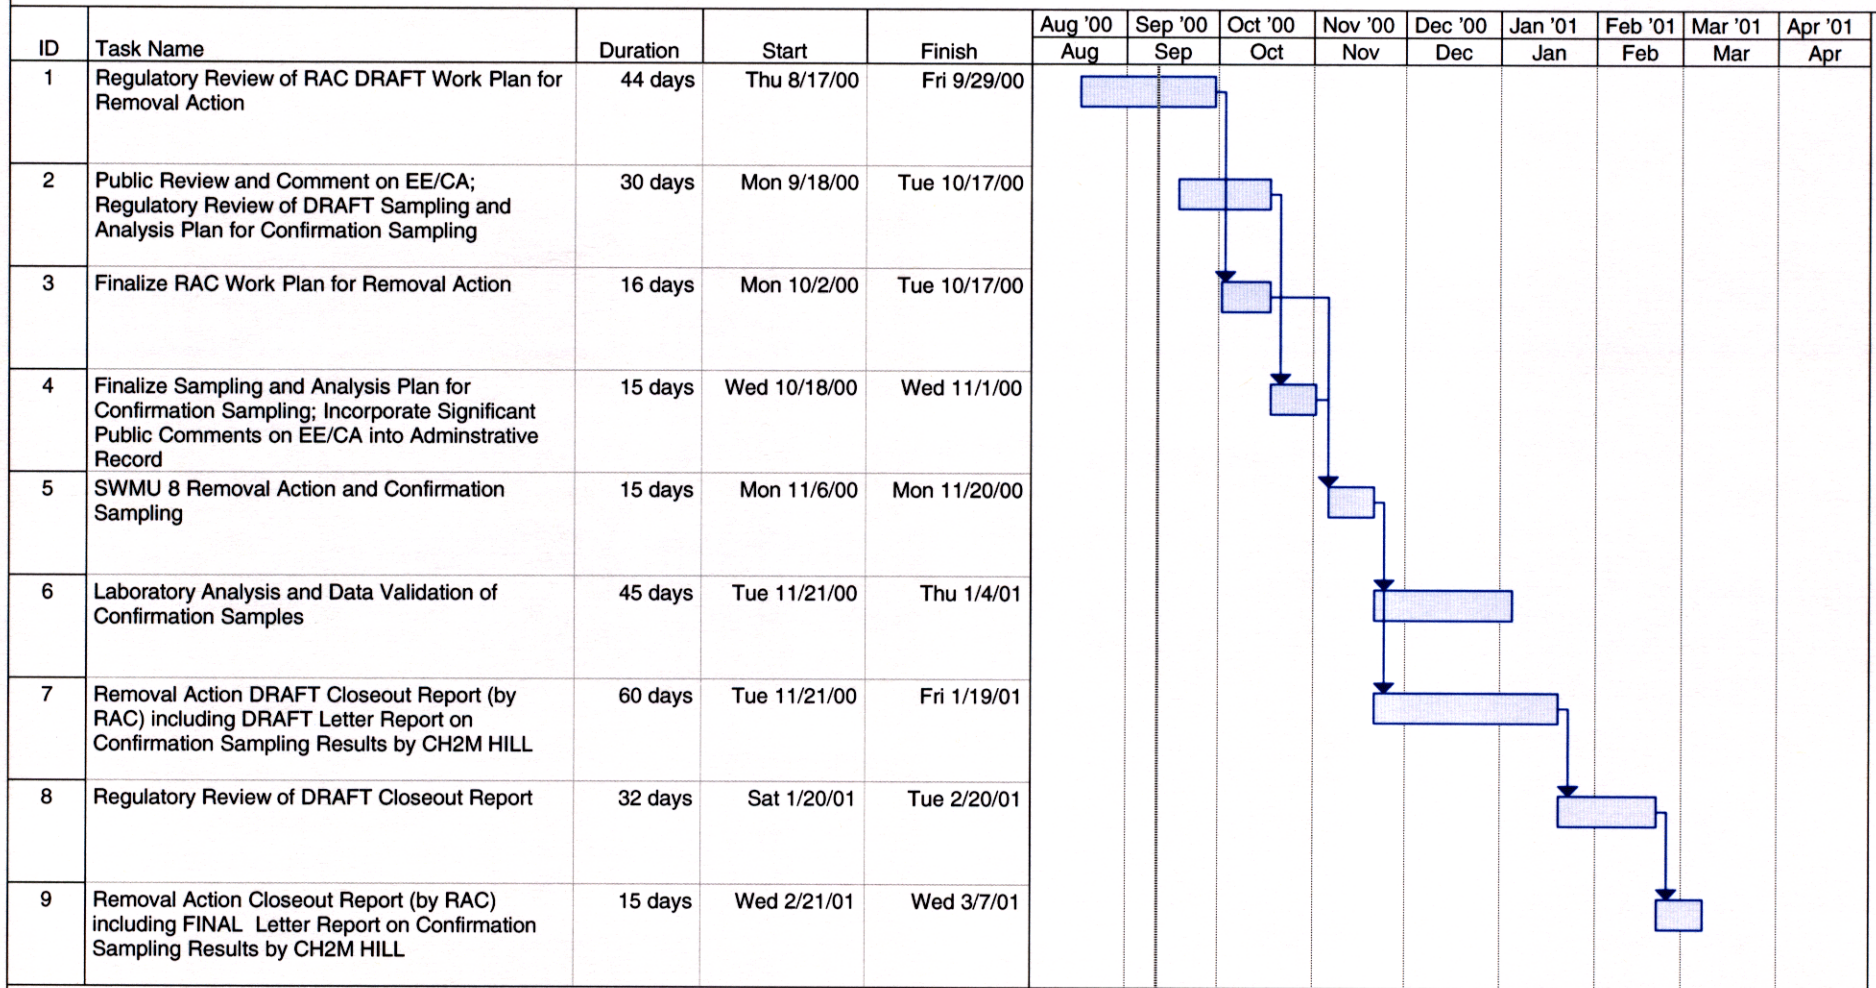 Aug '00 Sep '00 Oct '00 Nov '00 Dec '00 Jan '01 Feb '01 Mar '01 Apr '01
ID Task Name Duration Start Finish Aug Sep Oct Nov Dec Jan Feb Mar Apr
1 Regulatory Review of RAC DRAFT Work Plan for 44 days Thu 8/17/00 Fri 9/29/00
Removal Action
2 Public Review and Comment on EE/CA; 30 days Mon 9/18/00 Tue 10/17/00
Regulatory Review of DRAFT Sampling and
Analysis Plan for Confirmation Sampling
3 Finalize RAC Work Plan for Removal Action 16 days Mon 10/2/00 Tue 10/17/00
4 Finalize Sampling and Analysis Plan for 15 days Wed 10/18/00 Wed 11/1/00
Confirmation Sampling; Incorporate Significant
Public Comments on EE/CA into Adminstrative
Record
5 SWMU 8 Removal Action and Confirmation 15 days Mon 11/6/00 Mon 11/20/00
Sampling
6 Laboratory Analysis and Data Validation of 45 days Tue 11/21/00 Thu 1/4/01
Confirmation Samples
7 Removal Action DRAFT Closeout Report (by 60 days Tue 11/21/00 Fri 1/19/01
RAC) including DRAFT Letter Report on
Confirmation Sampling Results by CH2M HILL
8 Regulatory Review of DRAFT Closeout Report 32 days Sat 1/20/01 Tue 2/20/01
9 Removal Action Closeout Report (by RAC) 15 days Wed 2/21/01 Wed 3/7/01
including FINAL Letter Report on Confirmation
Sampling Results by CH2M HILL